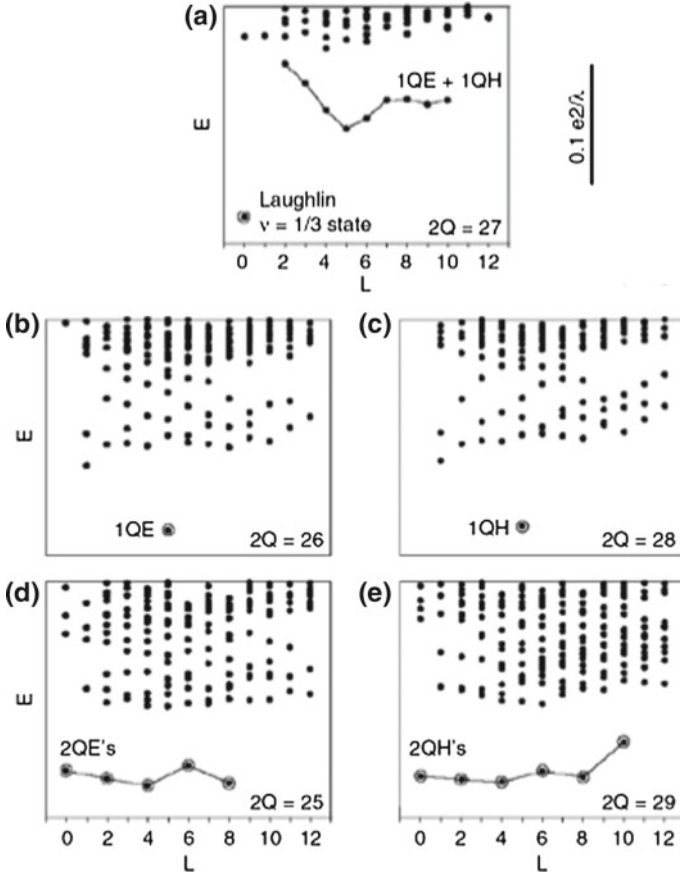 (a)
E
1QE + 1QH
Laughlin
ν = 1/3 state
2Q = 27
0 2 4 6 8 10 12
L
0.1 e2/λ
(b)
E
1QE
2Q = 26
(c)
1QH
2Q = 28
(d)
E
2QE's
2Q = 25
0 2 4 6 8 10 12
L
(e)
2QH's
2Q = 29
0 2 4 6 8 10 12
L